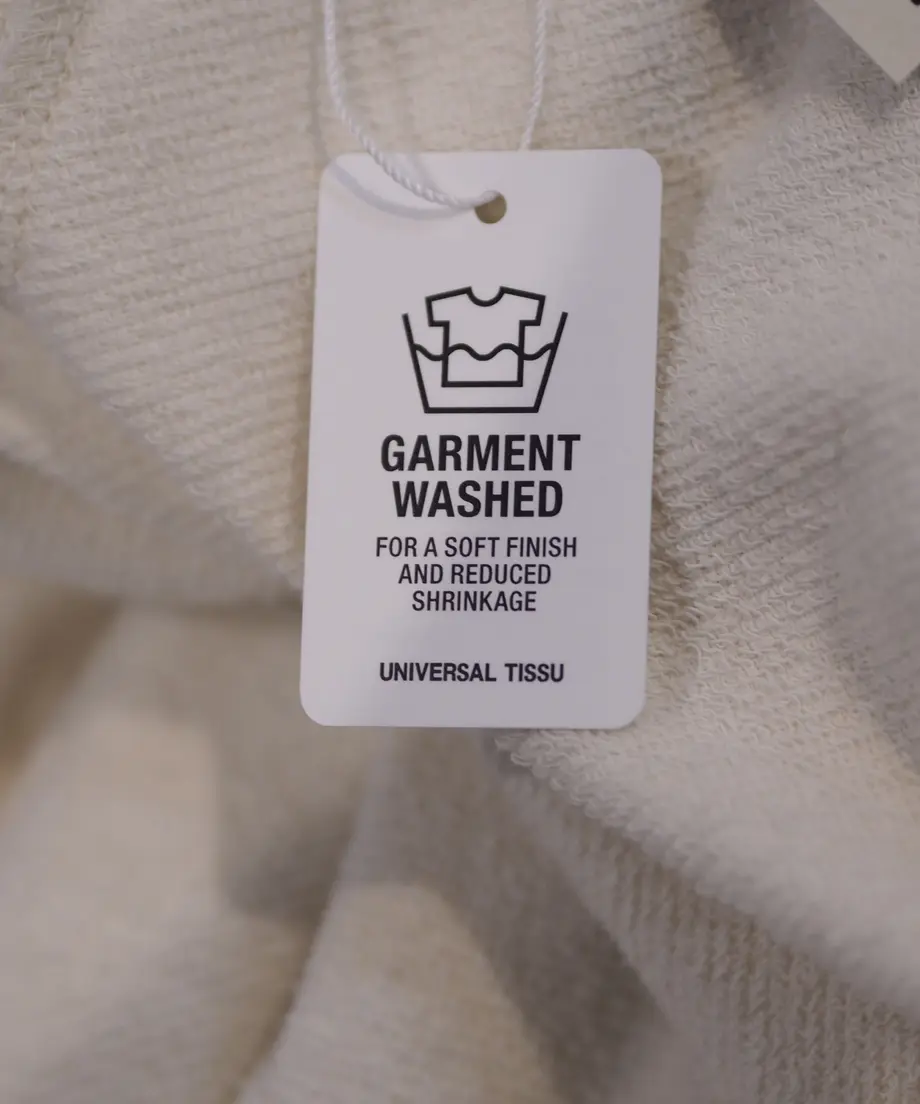 GARMENT
WASHED
FOR A SOFT FINISH
AND REDUCED
SHRINKAGE
UNIVERSAL TISSU